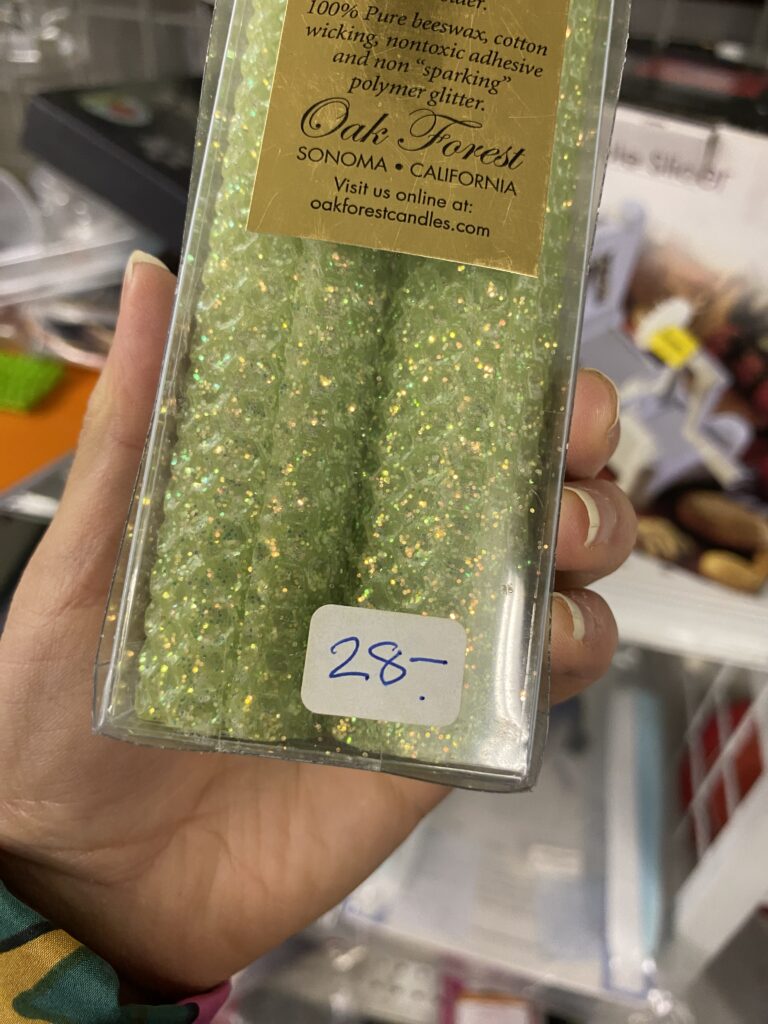 100% Pure beeswax, cotton
wicking, nontoxic adhesive
and non "sparking"
polymer glitter.
Oak Forest
SONOMA • CALIFORNIA
Visit us online at:
oakforestcandles.com
28-.